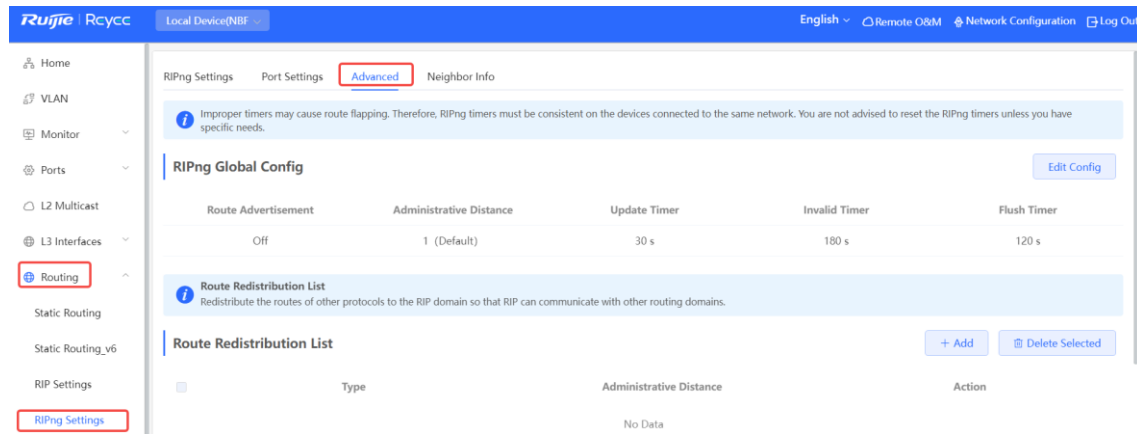 Ruijie | Rcycc
Local Device(NBF
English
Remote O&M
Network Configuration
Log Out
Home
VLAN
Monitor
Ports
L2 Multicast
L3 Interfaces
Routing
Static Routing
Static Routing_v6
RIP Settings
RIPng Settings
RIPng Settings Port Settings Advanced Neighbor Info
Improper timers may cause route flapping. Therefore, RIPng timers must be consistent on the devices connected to the same network. You are not advised to reset the RIPng timers unless you have
specific needs.
RIPng Global Config
Edit Config
Route Advertisement Administrative Distance Update Timer Invalid Timer Flush Timer
Off 1 (Default) 30 s 180 s 120 s
Route Redistribution List
Redistribute the routes of other protocols to the RIP domain so that RIP can communicate with other routing domains.
Route Redistribution List
+ Add
Delete Selected
Type Administrative Distance Action
No Data